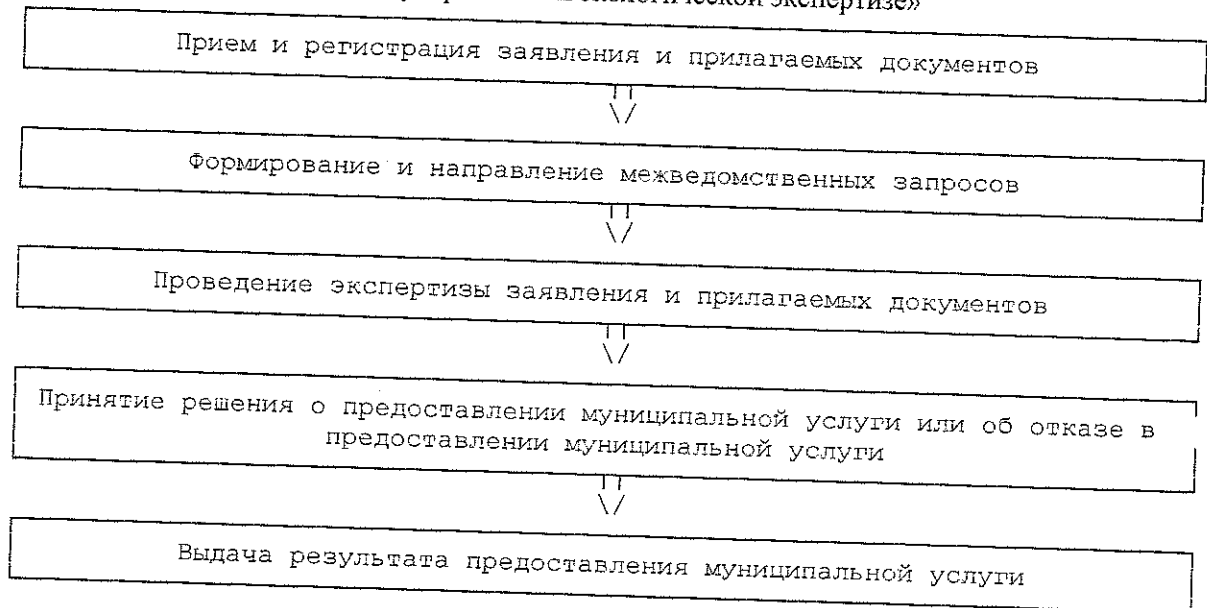 экспертизе»
Прием и регистрация заявления и прилагаемых документов
Формирование и направление межведомственных запросов
Проведение экспертизы заявления и прилагаемых документов
Принятие решения о предоставлении муниципальной услуги или об отказе в
предоставлении муниципальной услуги
Выдача результата предоставления муниципальной услуги